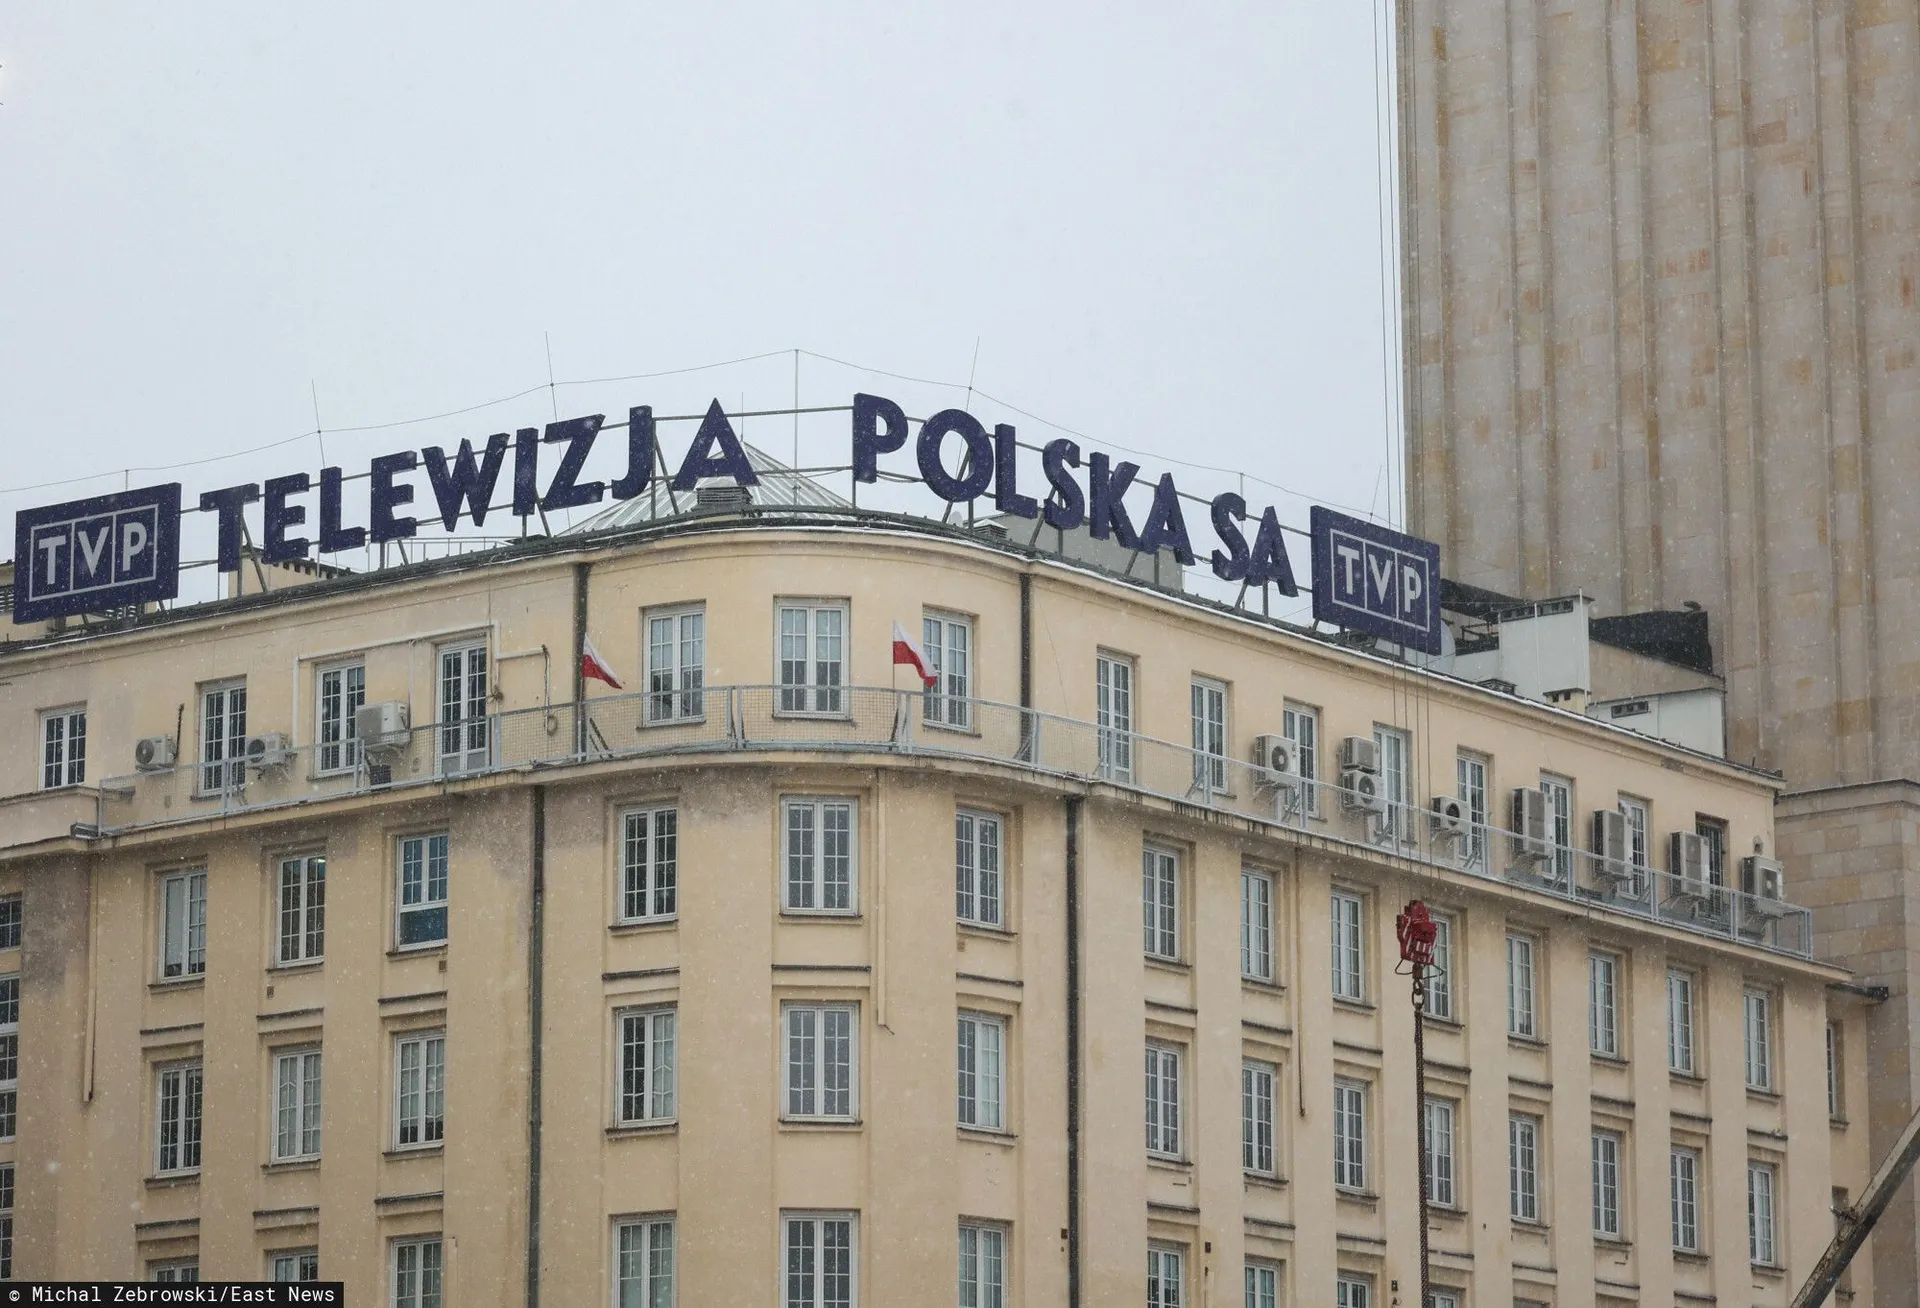 TVP TELEWIZJA POLSKA SA TVP
© Michal Zebrowski/East News